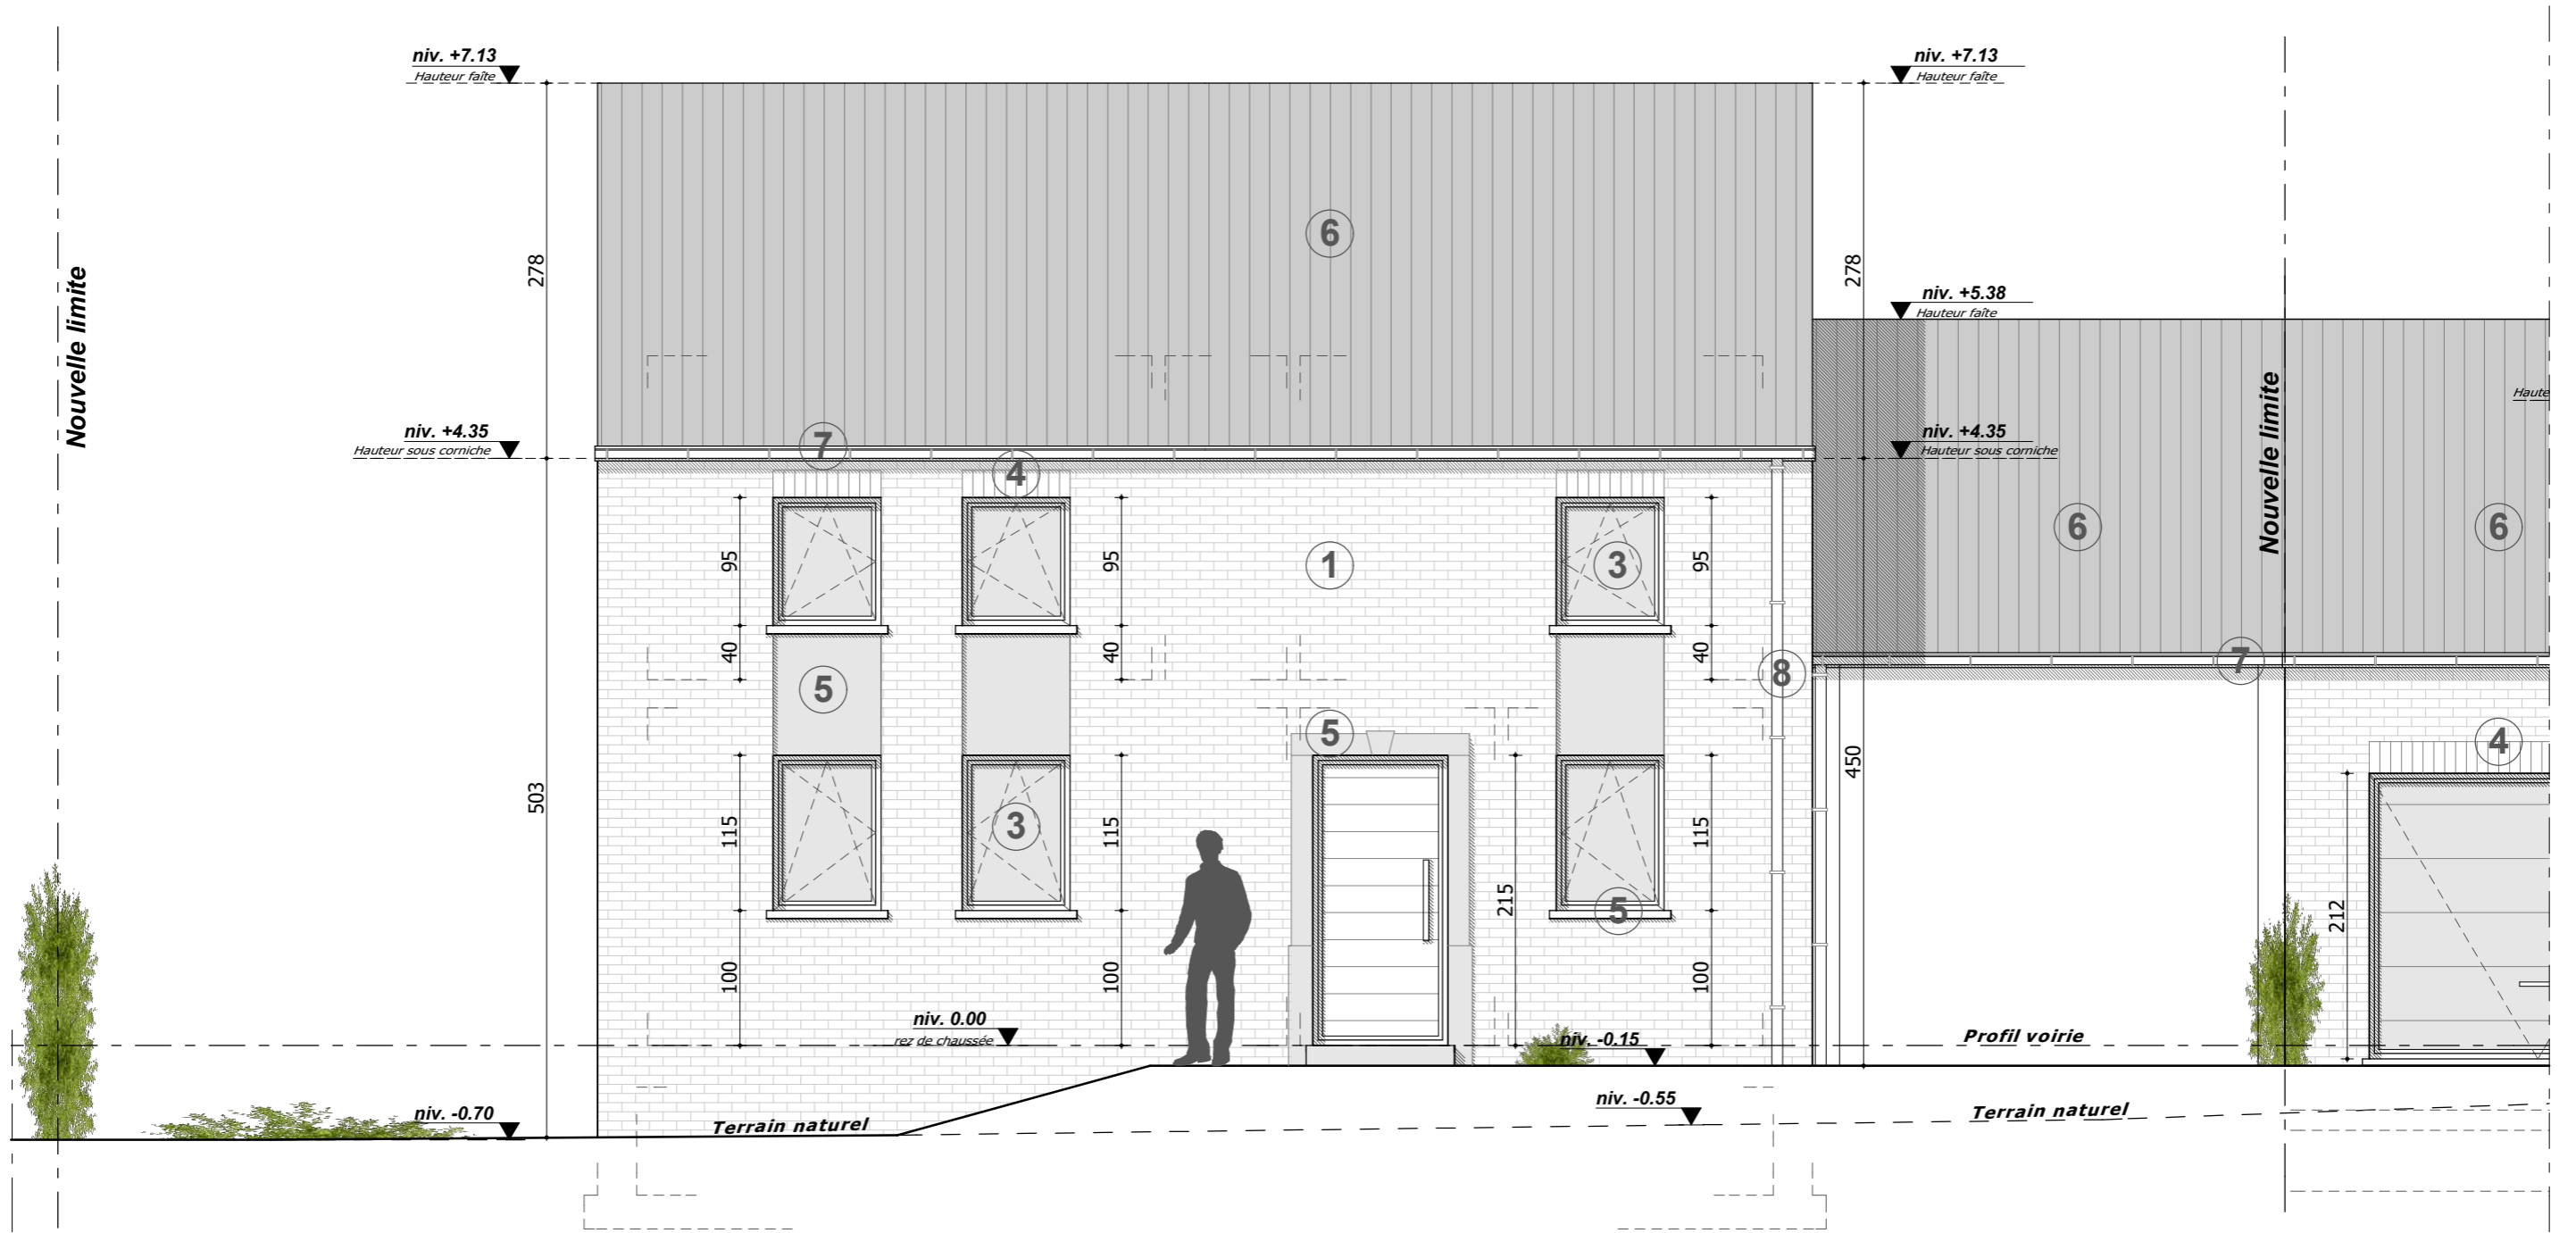 niv. +7.13
Hauteur faîte
niv. +7.13
Hauteur faîte
6
278
278
Nouvelle limite
niv. +5.38
Hauteur faîte
Nouvelle limite
niv. +4.35
Hauteur sous corniche
7
4
niv. +4.35
Hauteur sous corniche
6
6
95
95
1
3
95
40
40
40
5
8
7
5
4
503
450
115
3
115
115
215
5
212
100
100
100
niv. 0.00
rez de chaussée
niv. -0.15
Profil voirie
niv. -0.70
Terrain naturel
niv. -0.55
Terrain naturel